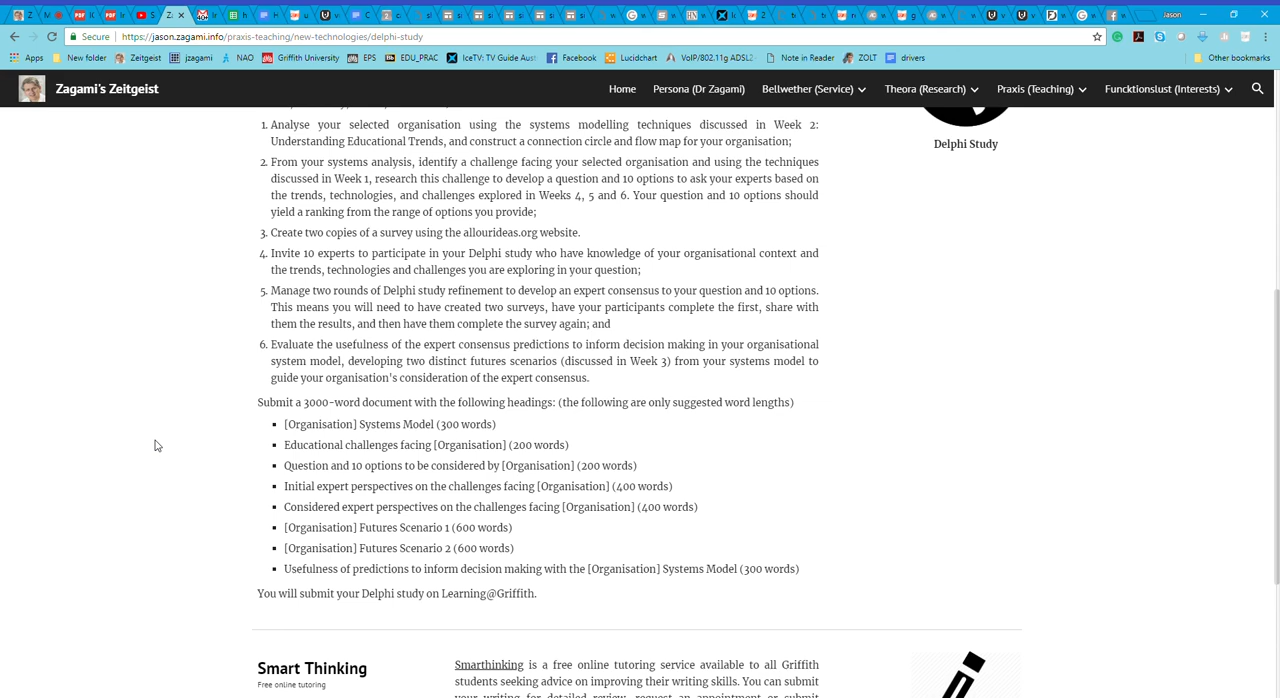 Jason
Secure https://jason.zagami.info/praxis-teaching/new-technologies/delphi-study
Apps New folder Zeitgeist jzagami NAO Griffith University EPS EDU_PRAC IceTV: TV Guide Aust Facebook Lucidchart VoIP/802.11g ADSL2 Note in Reader ZOLT drivers Other bookmarks
Zagami's Zeitgeist Home Persona (Dr Zagami) Bellwether (Service) Theora (Research) Praxis (Teaching) Funcktionslust (Interests)
1. Analyse your selected organisation using the systems modelling techniques discussed in Week 2:
Understanding Educational Trends, and construct a connection circle and flow map for your organisation;
2. From your systems analysis, identify a challenge facing your selected organisation and using the techniques
discussed in Week 1, research this challenge to develop a question and 10 options to ask your experts based on
the trends, technologies, and challenges explored in Weeks 4, 5 and 6. Your question and 10 options should
yield a ranking from the range of options you provide;
3. Create two copies of a survey using the allourideas.org website.
4. Invite 10 experts to participate in your Delphi study who have knowledge of your organisational context and
the trends, technologies and challenges you are exploring in your question;
5. Manage two rounds of Delphi study refinement to develop an expert consensus to your question and 10 options.
This means you will need to have created two surveys, have your participants complete the first, share with
them the results, and then have them complete the survey again; and
6. Evaluate the usefulness of the expert consensus predictions to inform decision making in your organisational
system model, developing two distinct futures scenarios (discussed in Week 3) from your systems model to
guide your organisation's consideration of the expert consensus.
Submit a 3000-word document with the following headings: (the following are only suggested word lengths)
[Organisation] Systems Model (300 words)
Educational challenges facing [Organisation] (200 words)
Question and 10 options to be considered by [Organisation] (200 words)
Initial expert perspectives on the challenges facing [Organisation] (400 words)
Considered expert perspectives on the challenges facing [Organisation] (400 words)
[Organisation] Futures Scenario 1 (600 words)
[Organisation] Futures Scenario 2 (600 words)
Usefulness of predictions to inform decision making with the [Organisation] Systems Model (300 words)
You will submit your Delphi study on Learning@Griffith.
Delphi Study
Smart Thinking
Free online tutoring
Smarthinking is a free online tutoring service available to all Griffith
students seeking advice on improving their writing skills. You can submit
your writing for detailed review, request an appointment or submit